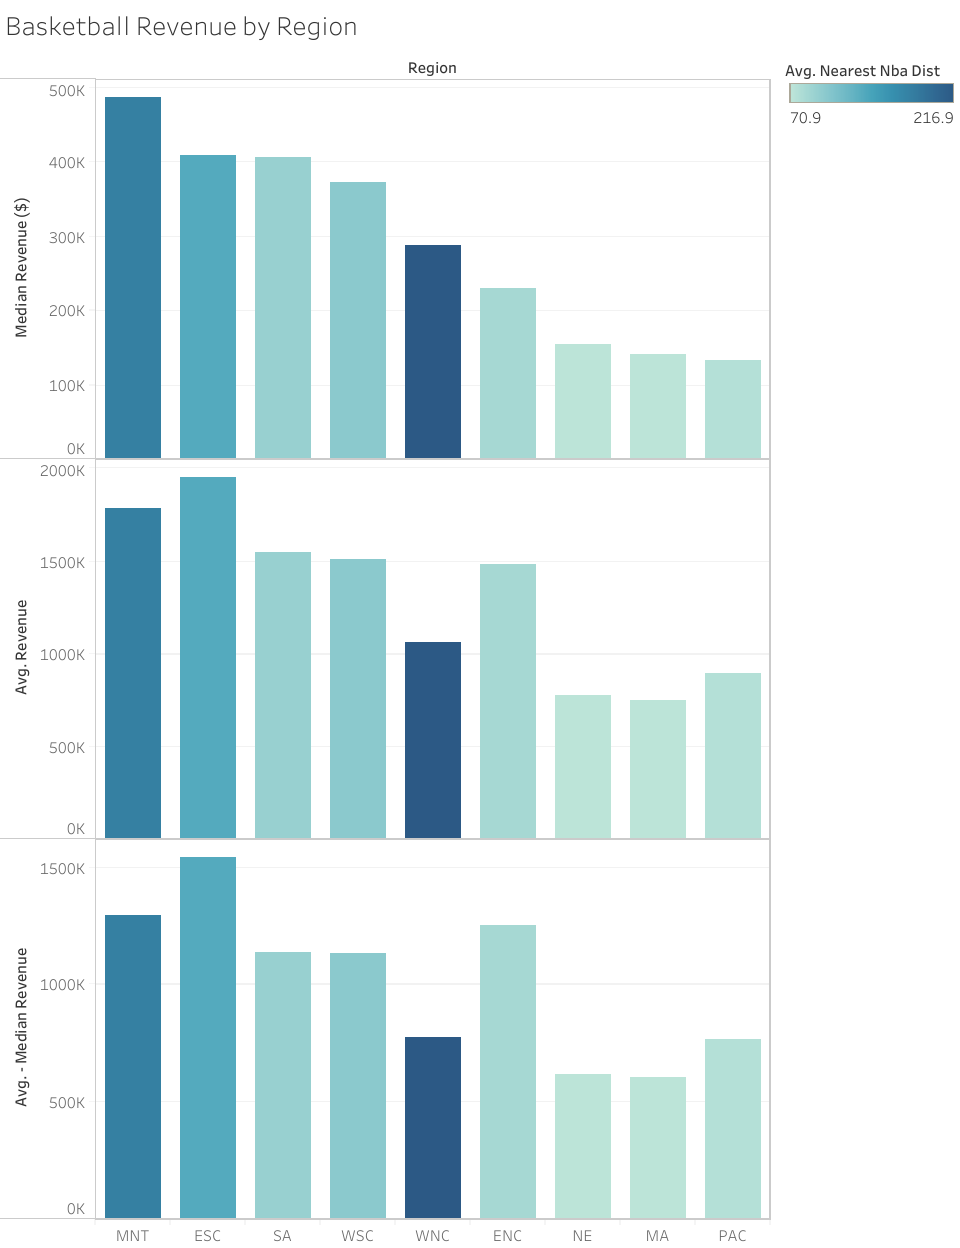 Basketball Revenue by Region
Region
Avg. Nearest Nba Dist
70.9 216.9
Median Revenue ($)
500K
400K
300K
200K
100K
0K
Avg. Revenue
2000K
1500K
1000K
500K
0K
Avg. - Median Revenue
1500K
1000K
500K
0K
MNT ESC SA WSC WNC ENC NE MA PAC